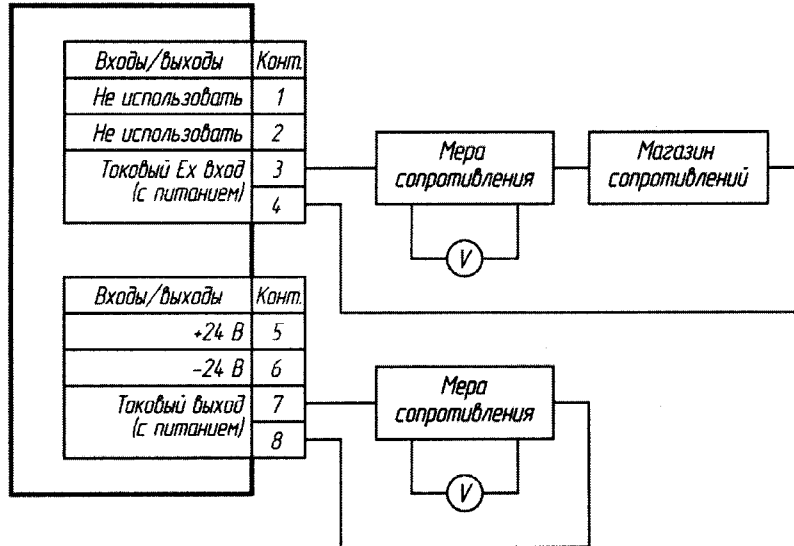 Входы/выходы Конт.
Не использовать 1
Не использовать 2
Токовый Ex вход 3
(с питанием)
4
Мера
сопротивления
Магазин
сопротивлений
V
Входы/выходы Конт.
+24 В 5
-24 В 6
Токовый выход 7
(с питанием)
8
Мера
сопротивления
V